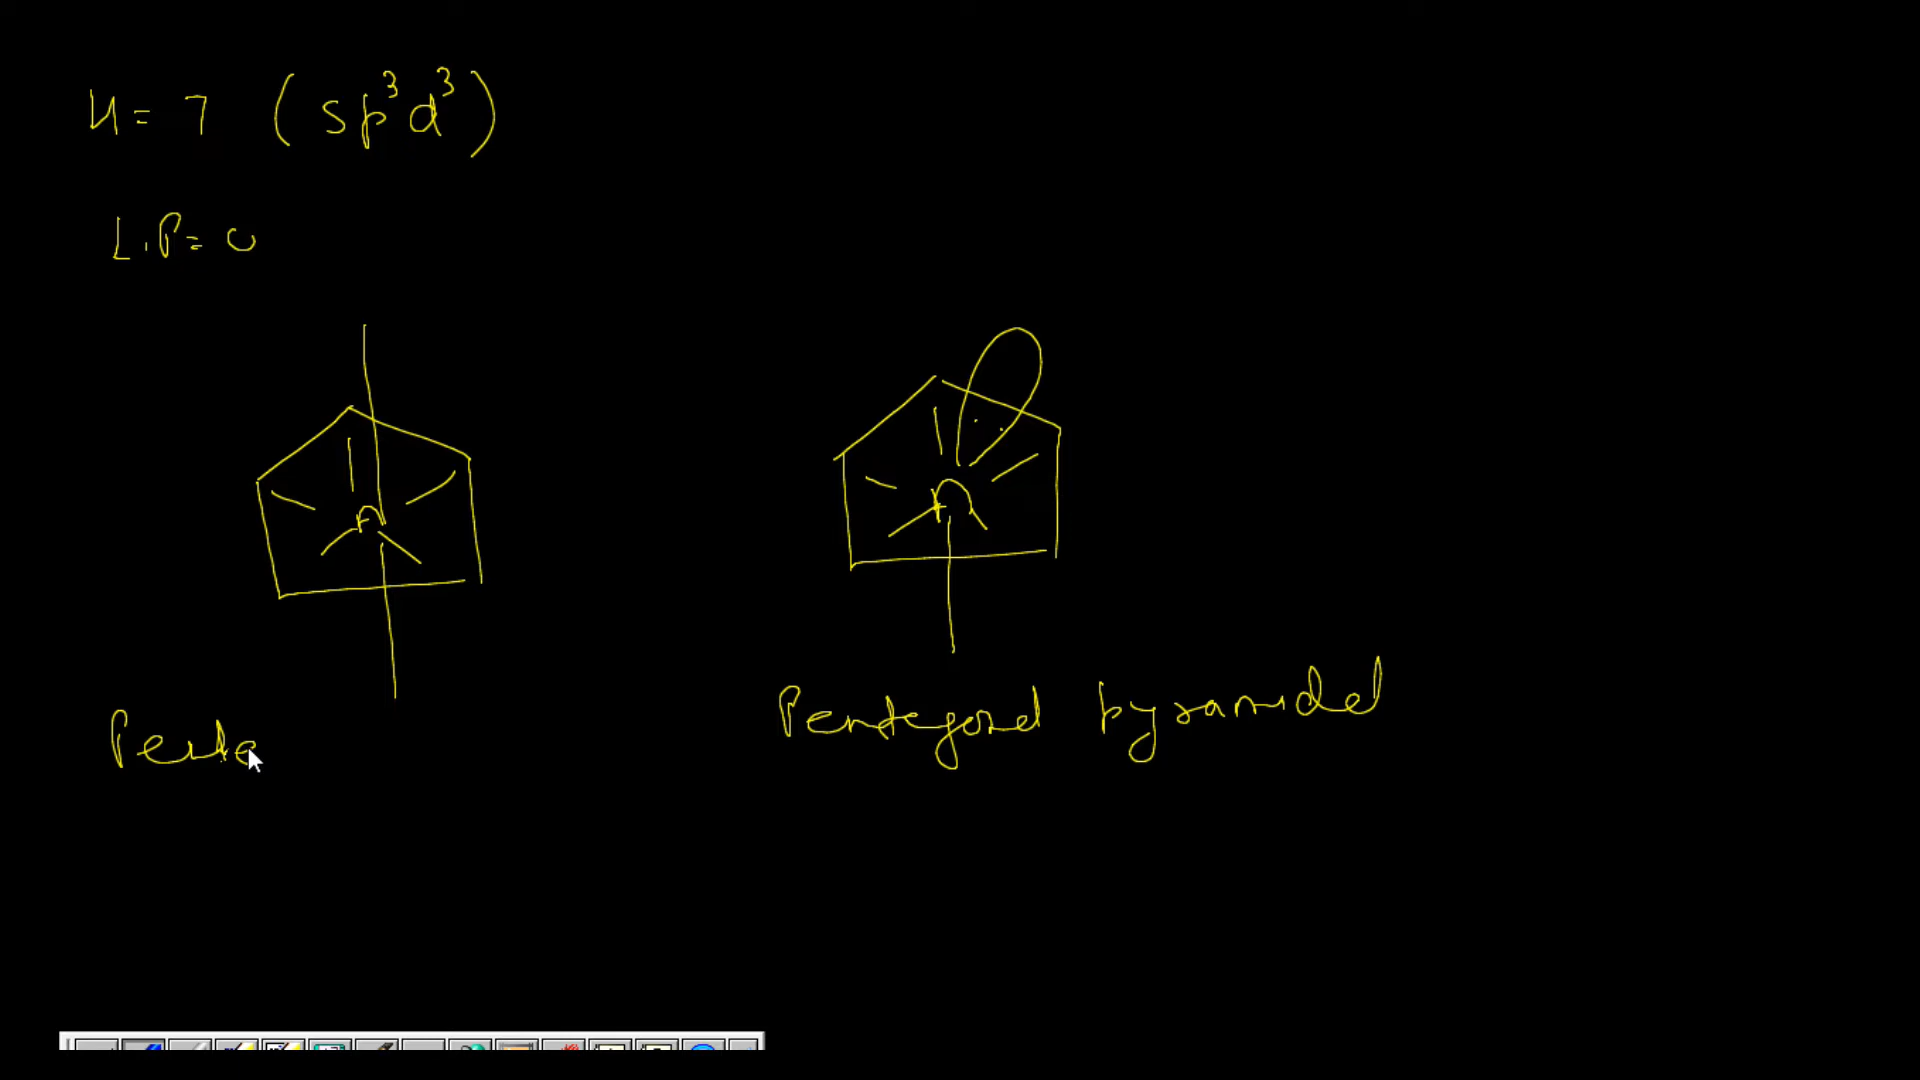 H = 7 (sp³d³)
L.P = 0
A
A
Pentagonal pyramidal
Penta